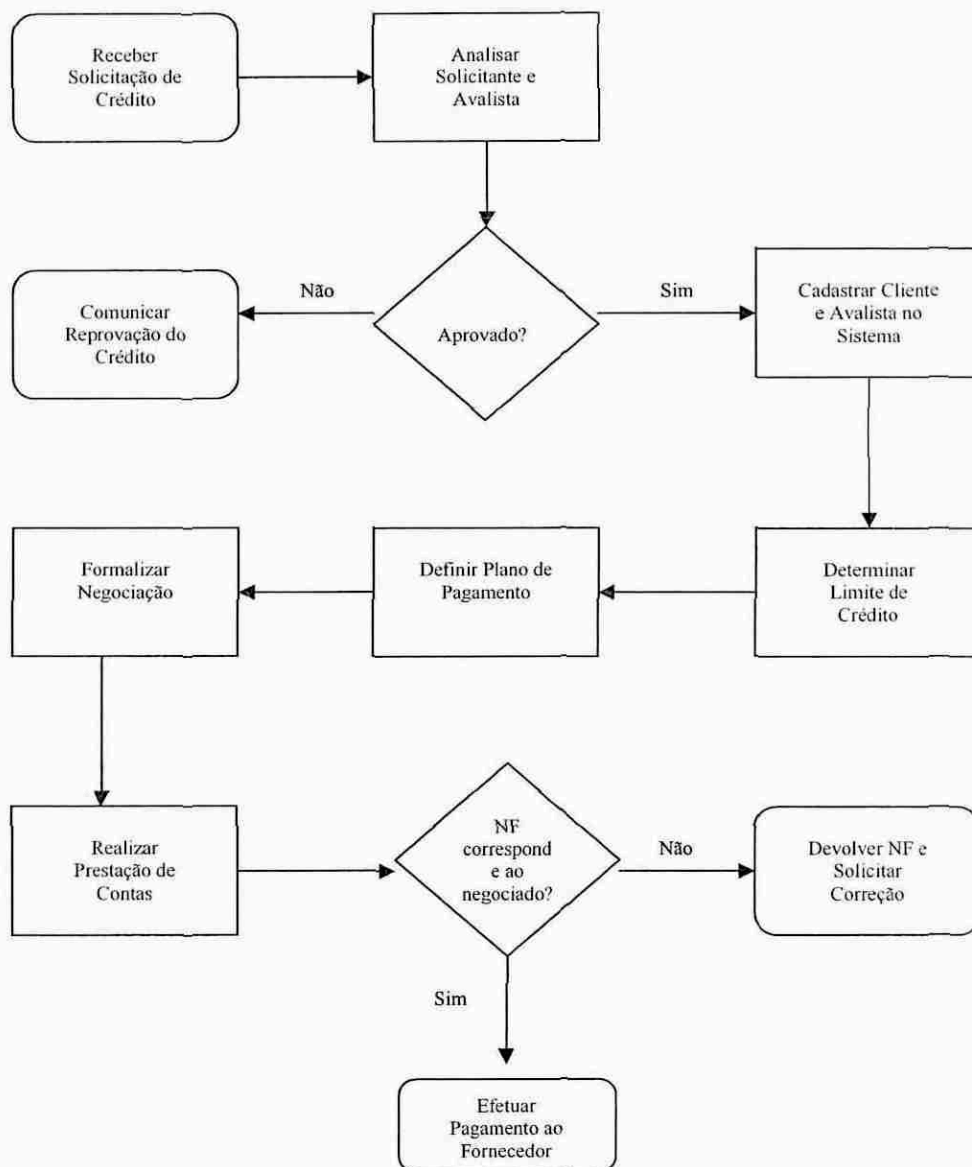 Receber
Solicitação de
Crédito
Analisar
Solicitante e
Avalista
Comunicar
Reprovação do
Crédito
Não
Aprovado?
Sim
Cadastrar Cliente
e Avalista no
Sistema
Formalizar
Negociação
Definir Plano de
Pagamento
Determinar
Limite de
Crédito
Realizar
Prestação de
Contas
NF
correspond
e ao
negociado?
Não
Devolver NF e
Solicitar
Correção
Sim
Efetuar
Pagamento ao
Fornecedor